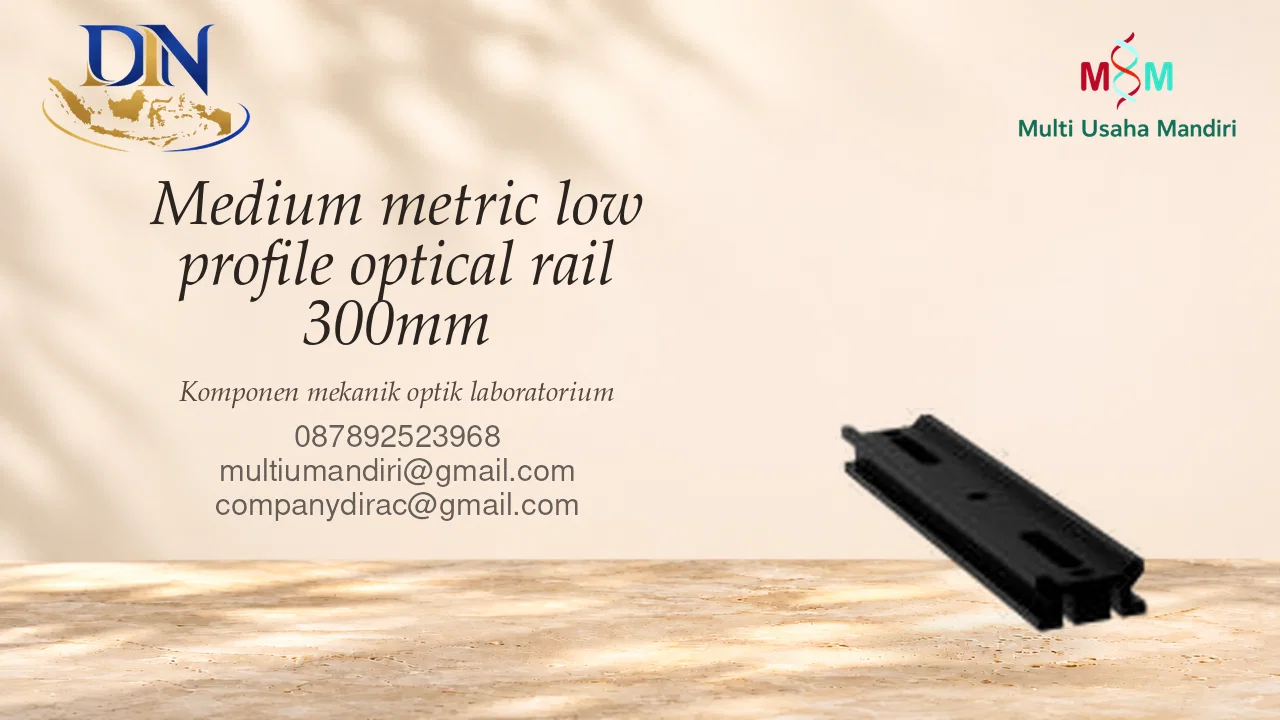 DIN
MSM
Multi Usaha Mandiri
Medium metric low
profile optical rail
300mm
Komponen mekanik optik laboratorium
087892523968
multiumandiri@gmail.com
companydirac@gmail.com